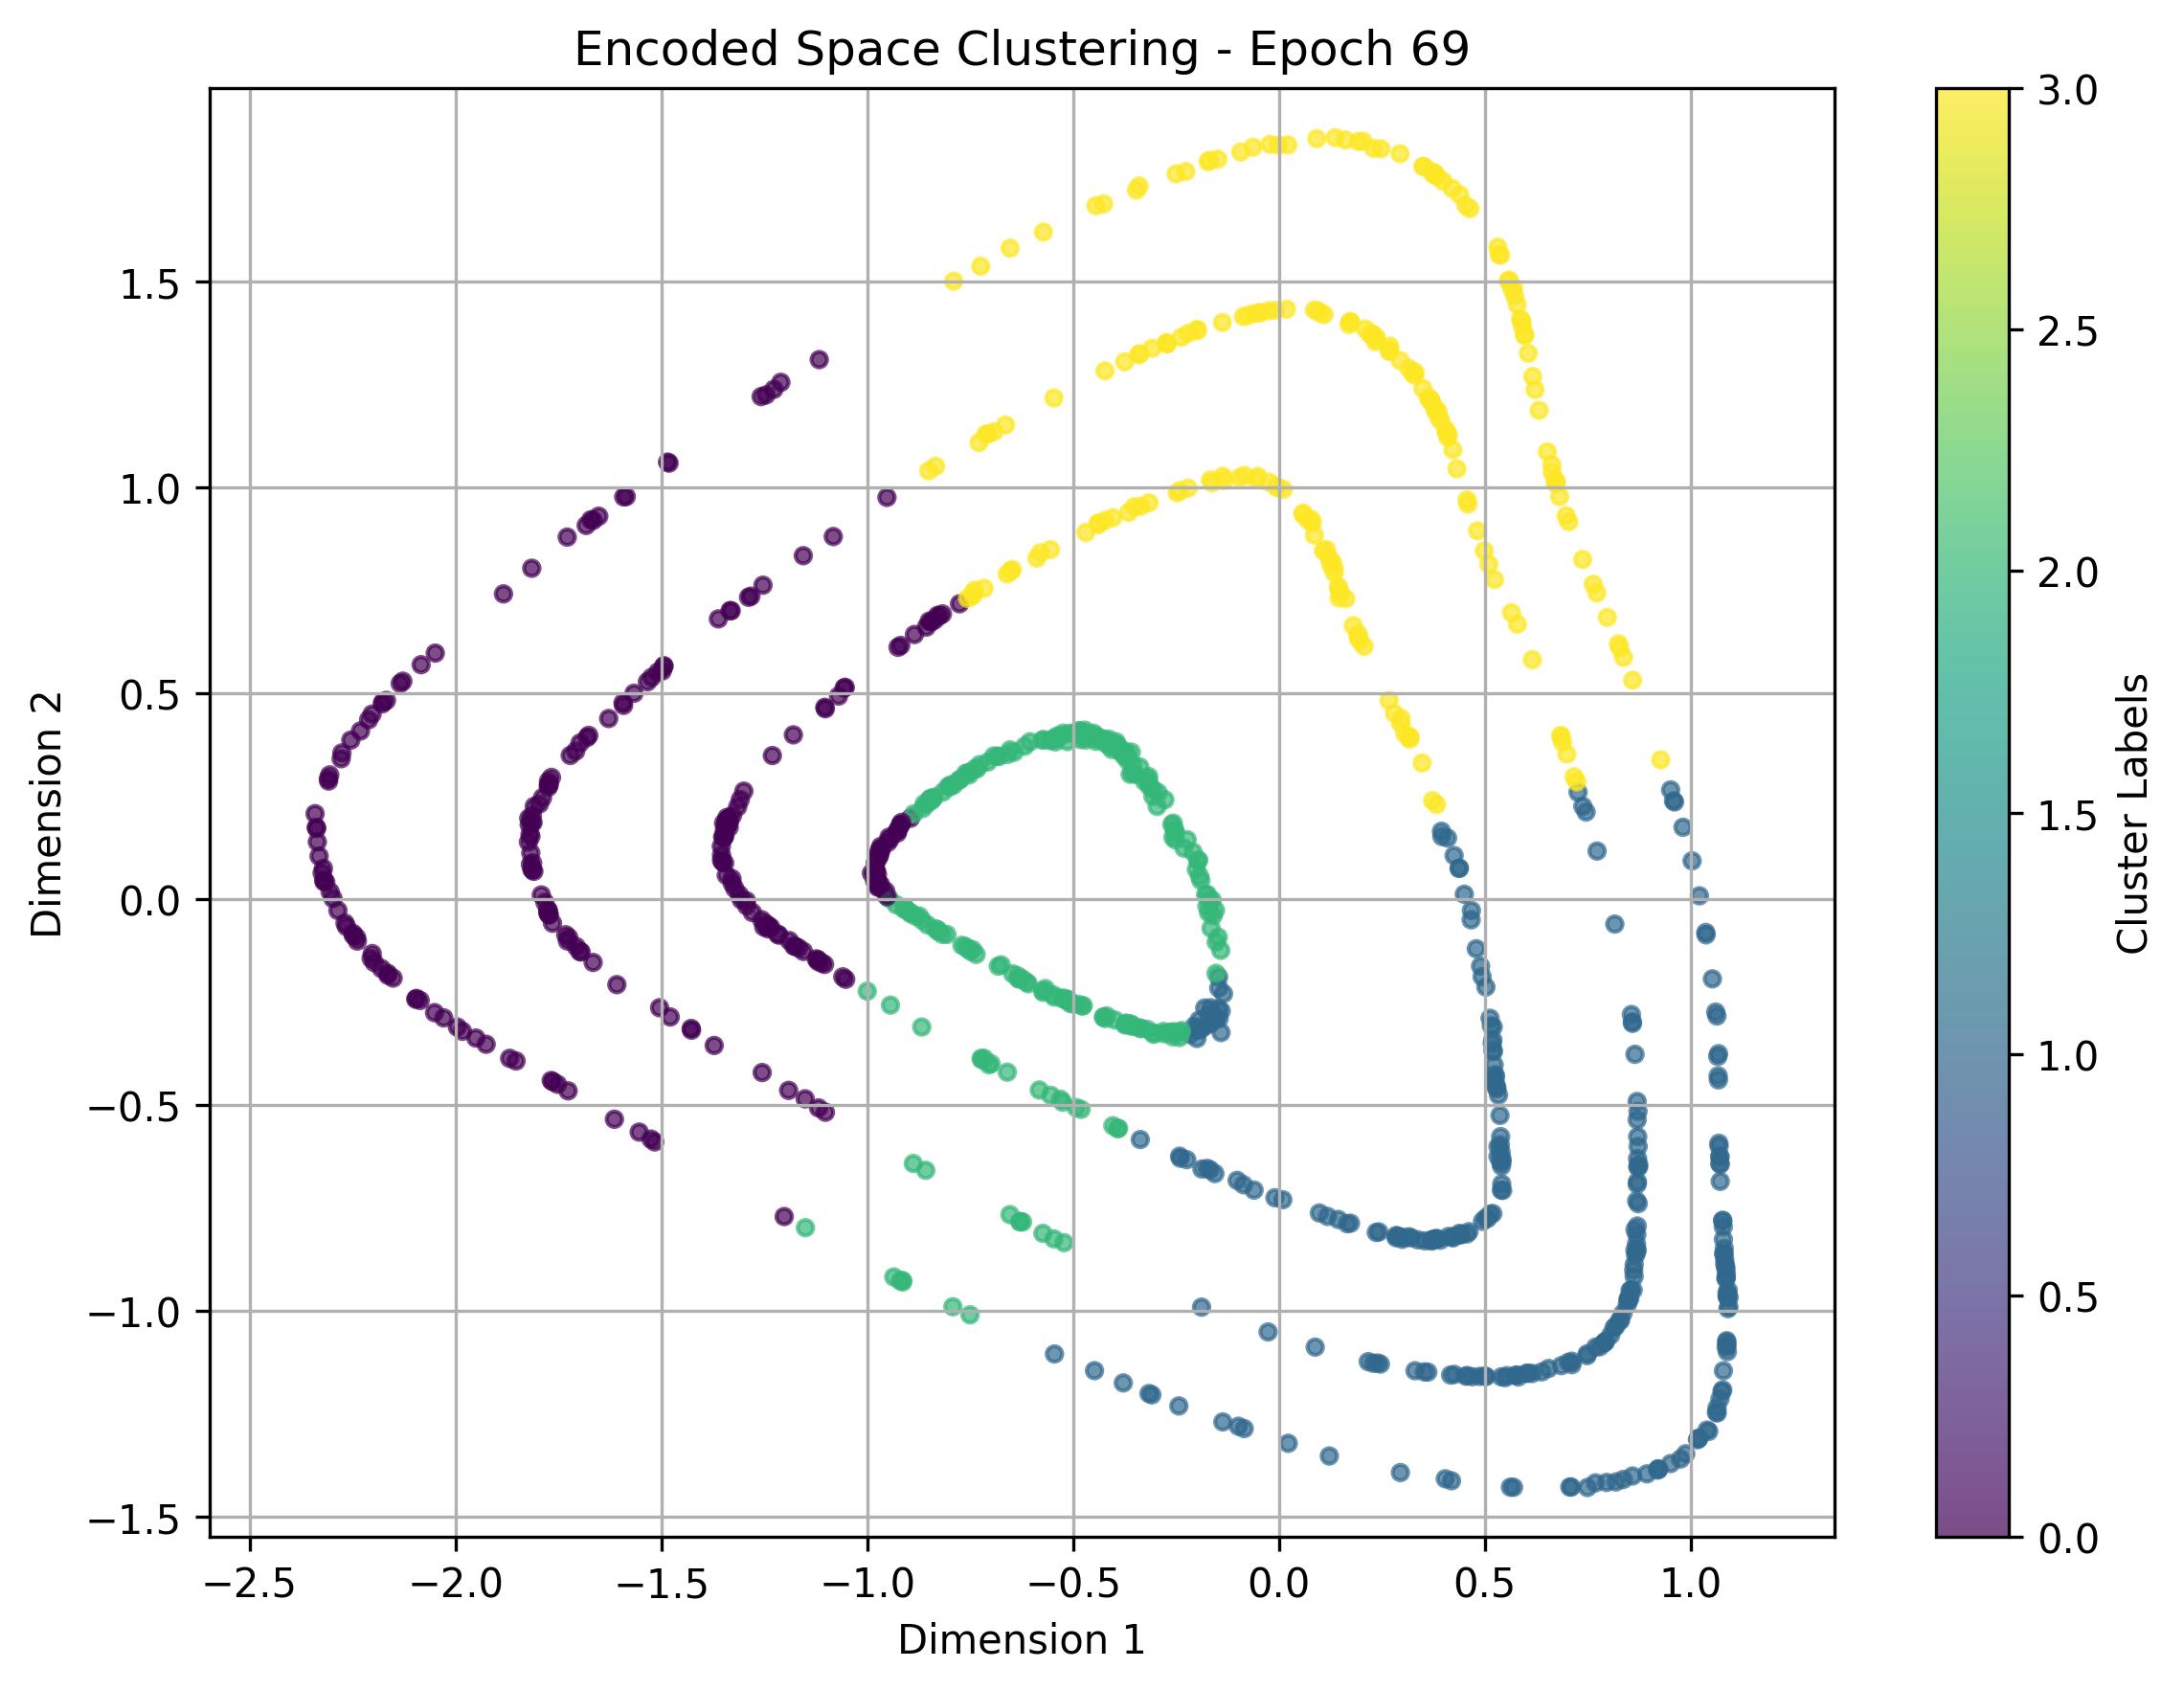 Encoded Space Clustering - Epoch 69
Dimension 2
1.5
1.0
0.5
0.0
−0.5
−1.0
−1.5
−2.5 −2.0 −1.5 −1.0 −0.5 0.0 0.5 1.0
Dimension 1
3.0
2.5
2.0
1.5
1.0
0.5
0.0
Cluster Labels